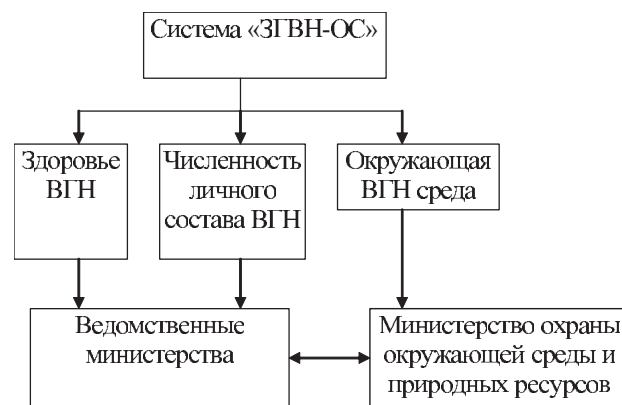 Система «ЗГВН-ОС»
Здоровье
ВГН
Численность
личного
состава ВГН
Окружающая
ВГН среда
Ведомственные
министерства
Министерство охраны
окружающей среды и
природных ресурсов